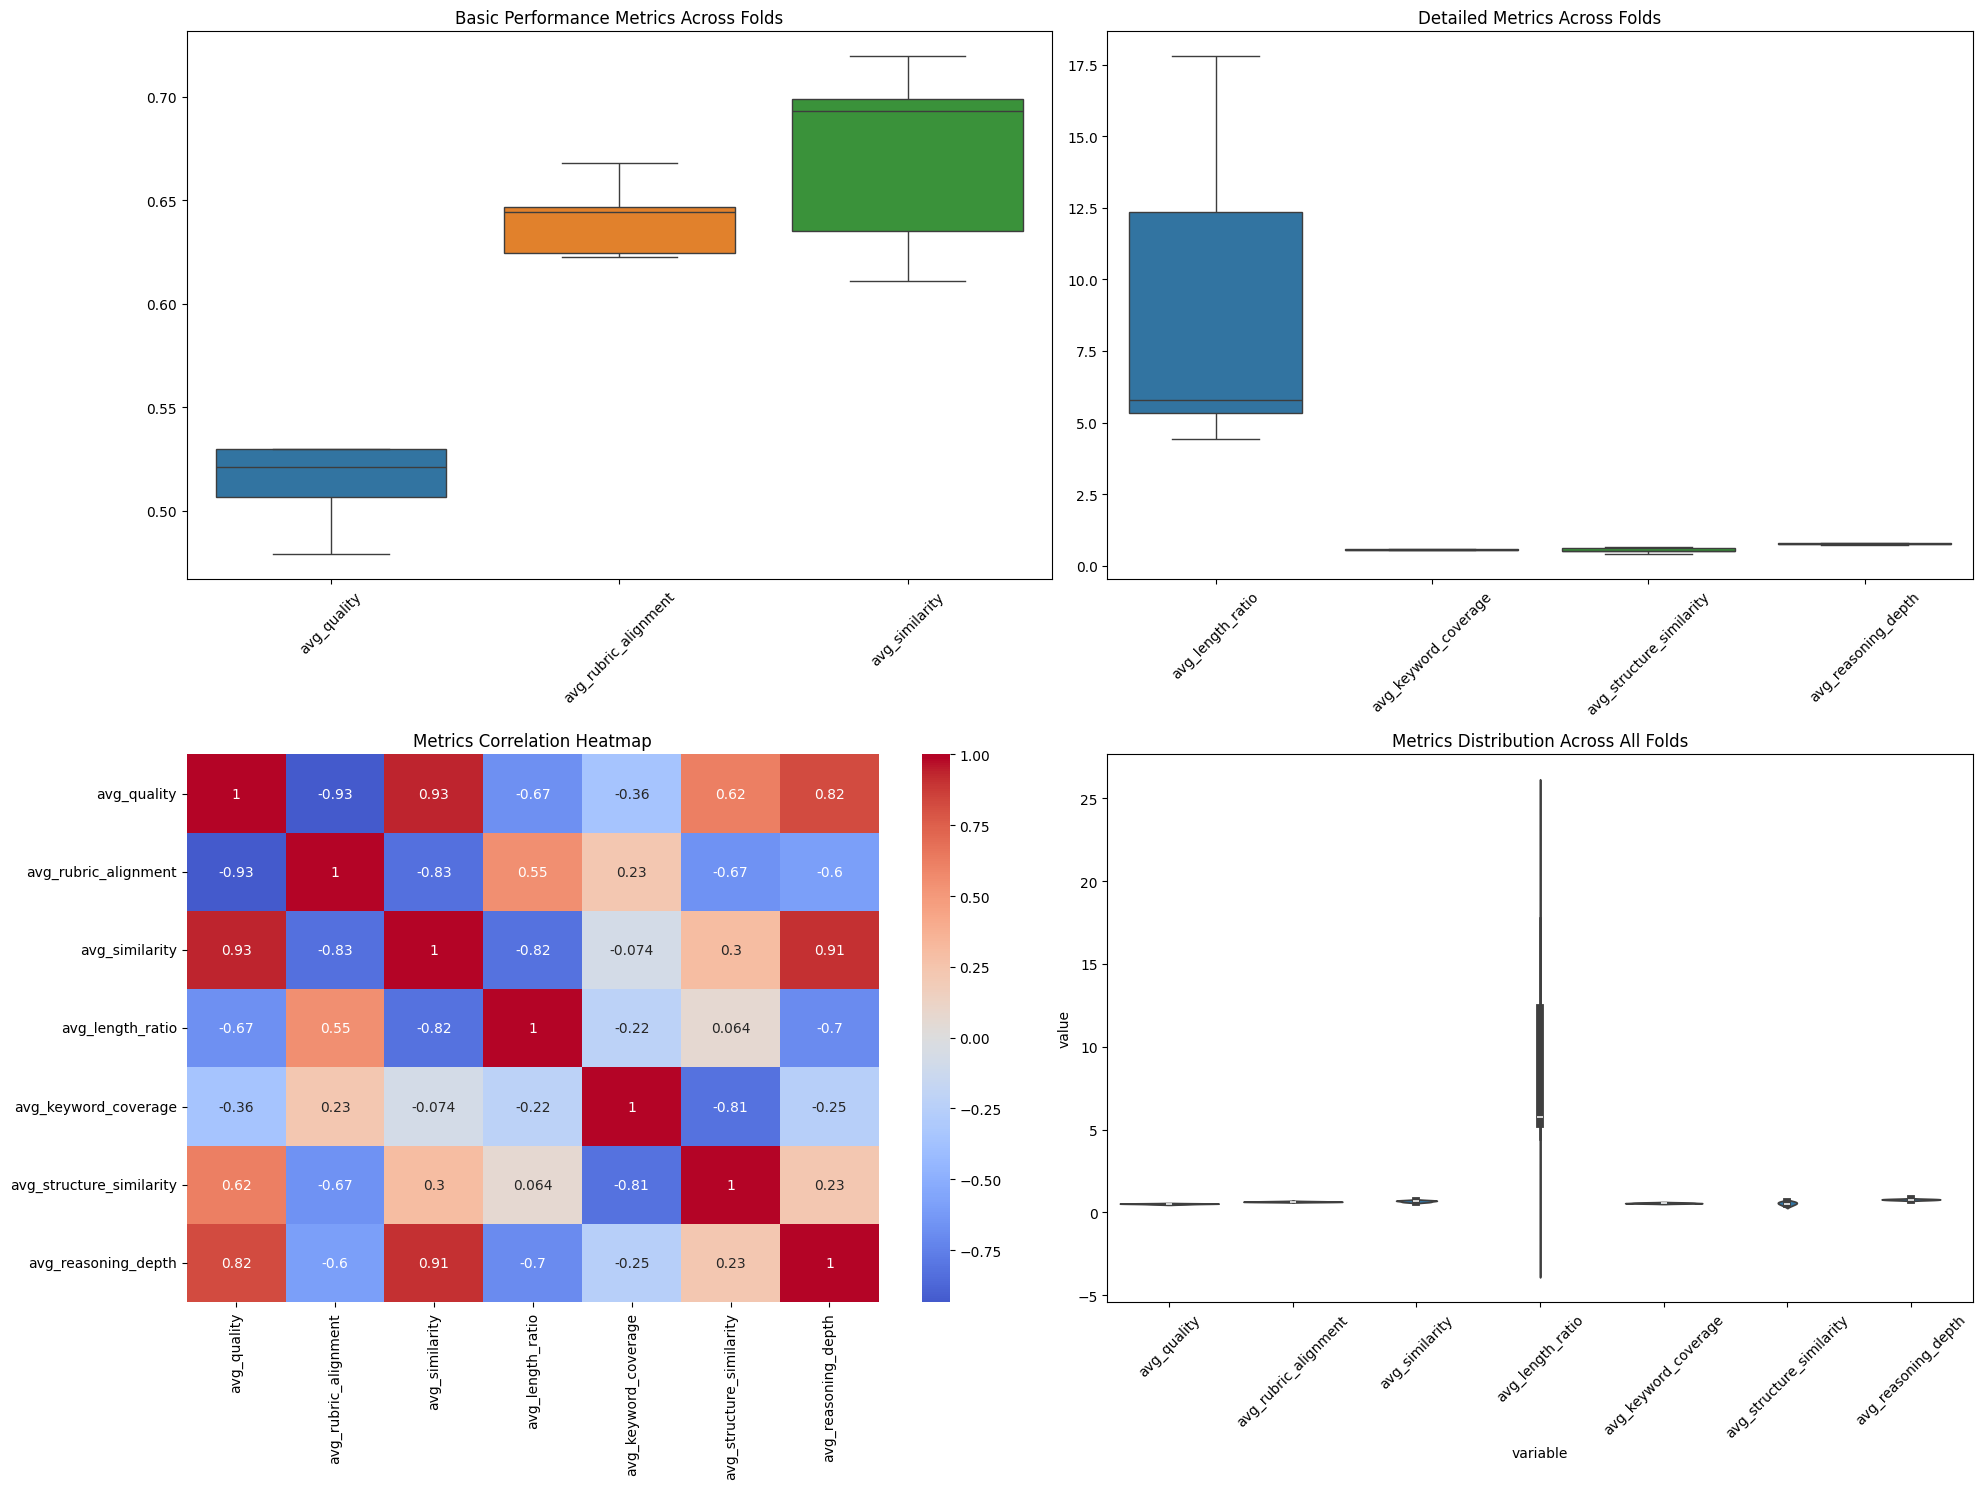 Basic Performance Metrics Across Folds
0.70
0.65
0.60
0.55
0.50
avg_quality
avg_rubric_alignment
avg_similarity
Detailed Metrics Across Folds
17.5
15.0
12.5
10.0
7.5
5.0
2.5
0.0
avg_length_ratio
avg_keyword_coverage
avg_structure_similarity
avg_reasoning_depth
Metrics Correlation Heatmap
avg_quality 1 -0.93 0.93 -0.67 -0.36 0.62 0.82
avg_rubric_alignment -0.93 1 -0.83 0.55 0.23 -0.67 -0.6
avg_similarity 0.93 -0.83 1 -0.82 -0.074 0.3 0.91
avg_length_ratio -0.67 0.55 -0.82 1 -0.22 0.064 -0.7
avg_keyword_coverage -0.36 0.23 -0.074 -0.22 1 -0.81 -0.25
avg_structure_similarity 0.62 -0.67 0.3 0.064 -0.81 1 0.23
avg_reasoning_depth 0.82 -0.6 0.91 -0.7 -0.25 0.23 1
avg_quality
avg_rubric_alignment
avg_similarity
avg_length_ratio
avg_keyword_coverage
avg_structure_similarity
avg_reasoning_depth
1.00
0.75
0.50
0.25
0.00
−0.25
−0.50
−0.75
Metrics Distribution Across All Folds
value
25
20
15
10
5
0
−5
avg_quality
avg_rubric_alignment
avg_similarity
avg_length_ratio
avg_keyword_coverage
avg_structure_similarity
avg_reasoning_depth
variable